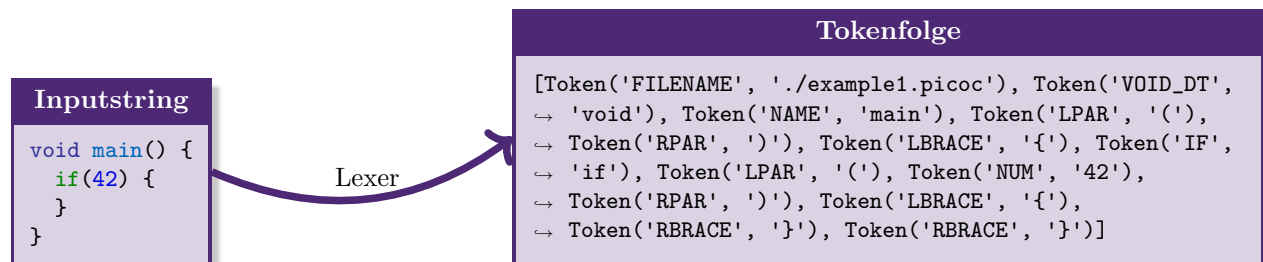 Inputstring
void main() {
  if(42) {
  }
}
Lexer
Tokenfolge
[Token('FILENAME', './example1.picoc'), Token('VOID_DT',
↪ 'void'), Token('NAME', 'main'), Token('LPAR', '('),
↪ Token('RPAR', ')'), Token('LBRACE', '{'), Token('IF',
↪ 'if'), Token('LPAR', '('), Token('NUM', '42'),
↪ Token('RPAR', ')'), Token('LBRACE', '{'),
↪ Token('RBRACE', '}'), Token('RBRACE', '}')]